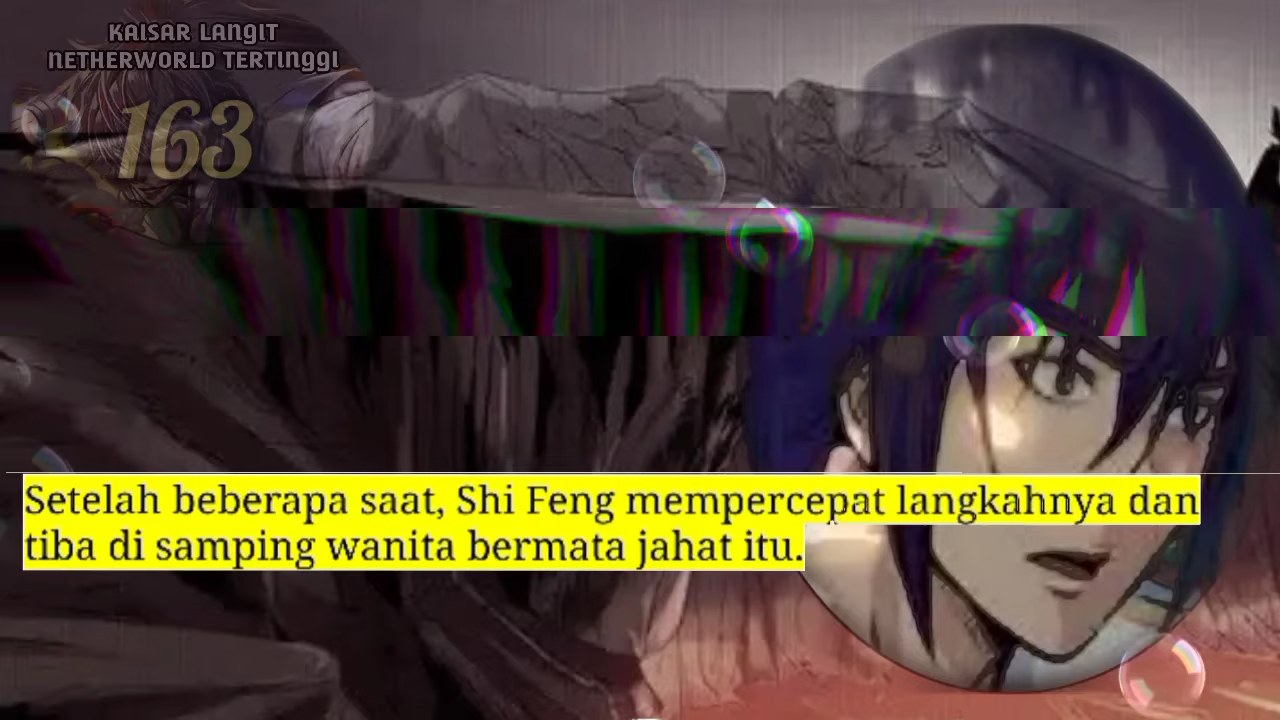 KAISAR LANGIT
NETHERWORLD TERTINGGI
163
Setelah beberapa saat, Shi Feng mempercepat langkahnya dan
tiba di samping wanita bermata jahat itu.